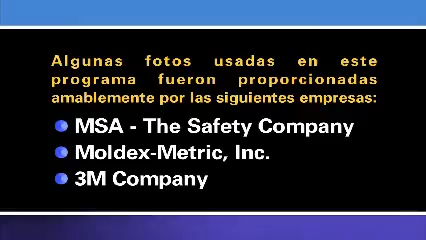 Algunas fotos usadas en este
programa fueron proporcionadas
amablemente por las siguientes empresas:
MSA - The Safety Company
Moldex-Metric, Inc.
3M Company